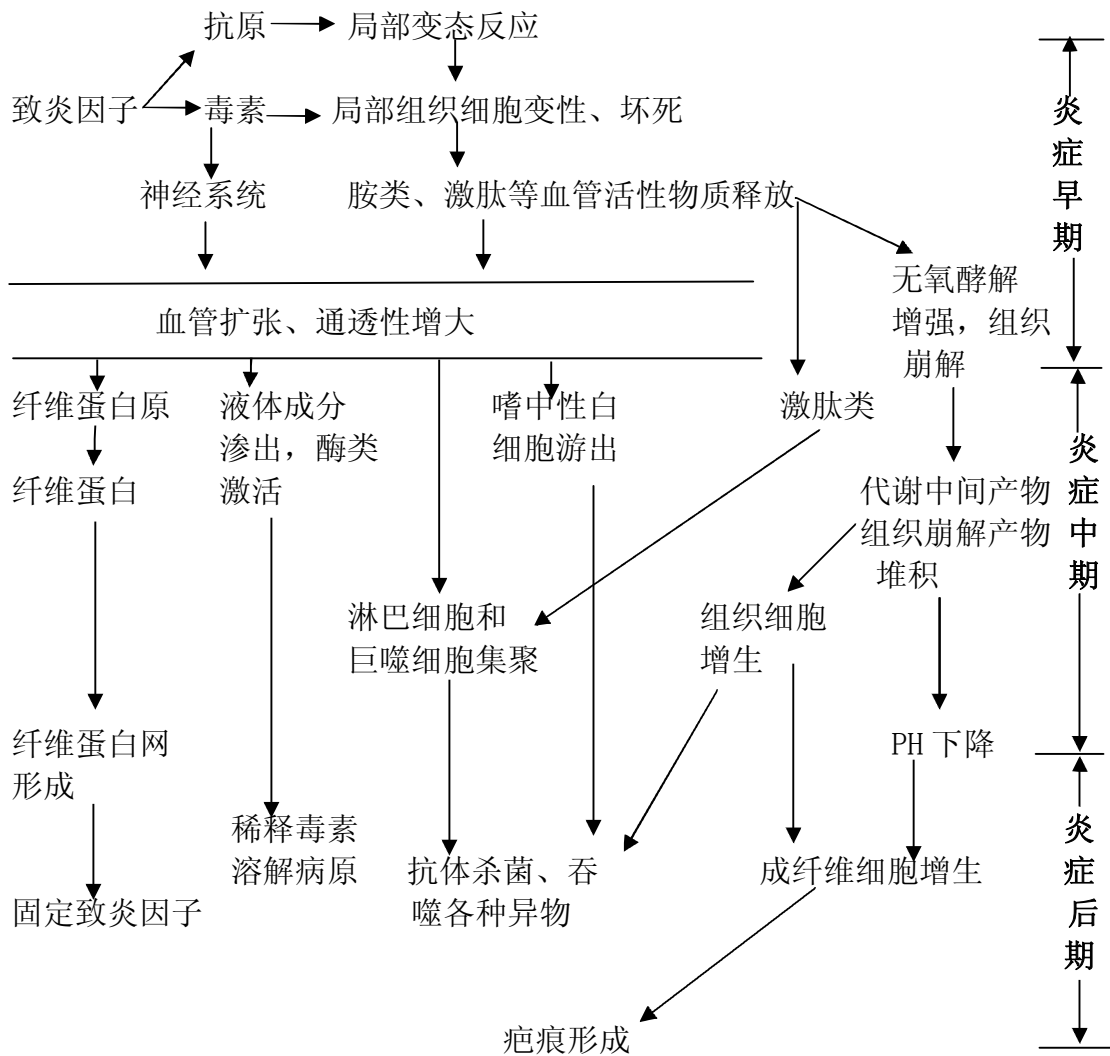 抗原 局部变态反应
致炎因子 毒素 局部组织细胞变性、坏死
神经系统 胺类、激肽等血管活性物质释放
炎症早期
无氧酵解
增强，组织
崩解
血管扩张、通透性增大
纤维蛋白原
纤维蛋白
液体成分
渗出，酶类
激活
嗜中性白
细胞游出
激肽类
代谢中间产物
组织崩解产物
堆积
炎症中期
淋巴细胞和
巨噬细胞集聚
组织细胞
增生
纤维蛋白网
形成
PH下降
稀释毒素
溶解病原
抗体杀菌、吞
噬各种异物
成纤维细胞增生
固定致炎因子
炎症后期
疤痕形成